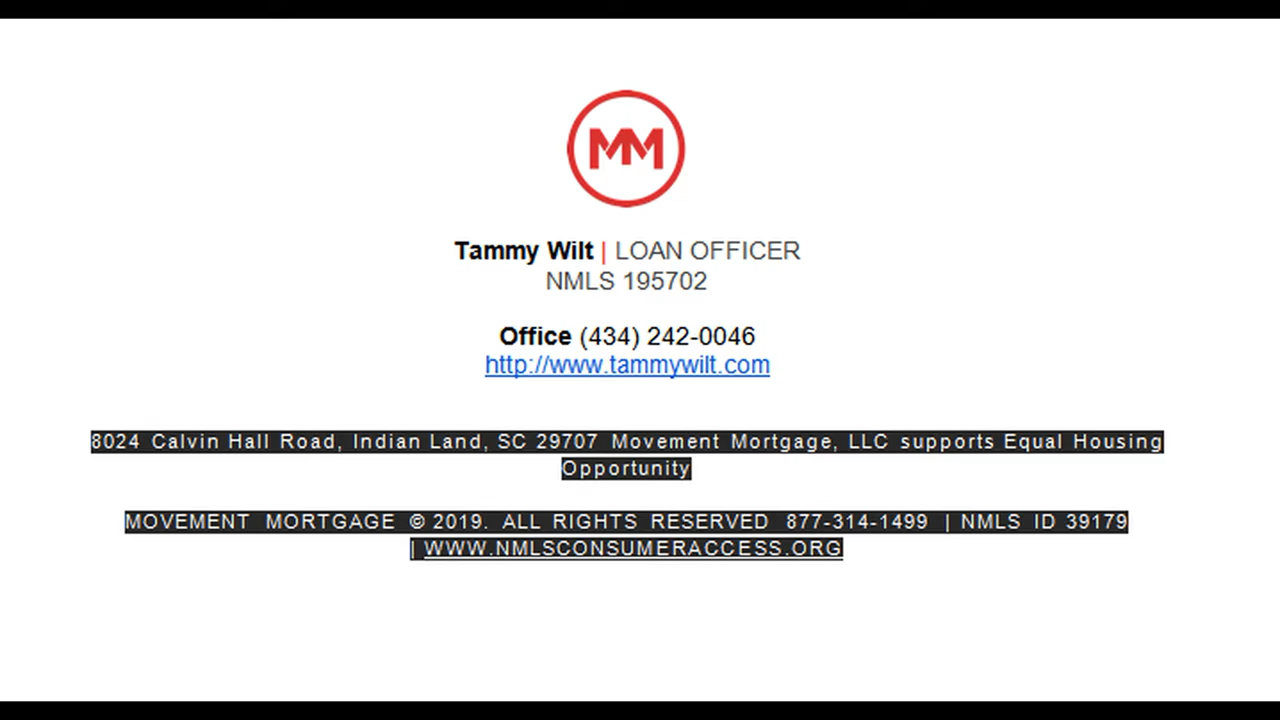 MM
Tammy Wilt | LOAN OFFICER
NMLS 195702
Office (434) 242-0046
http://www.tammywilt.com
8024 Calvin Hall Road, Indian Land, SC 29707 Movement Mortgage, LLC supports Equal Housing
Opportunity
MOVEMENT MORTGAGE © 2019. ALL RIGHTS RESERVED 877-314-1499 | NMLS ID 39179
| WWW.NMLSCONSUMERACCESS.ORG